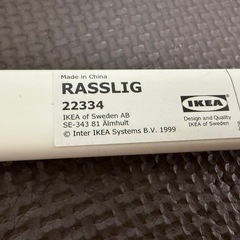 Made in China
RASSLIG
22334
IKEA of Sweden AB
SE-343 81 Älmhult
© Inter IKEA Systems B.V. 1999
IKEA
Design and Quality
IKEA of Sweden